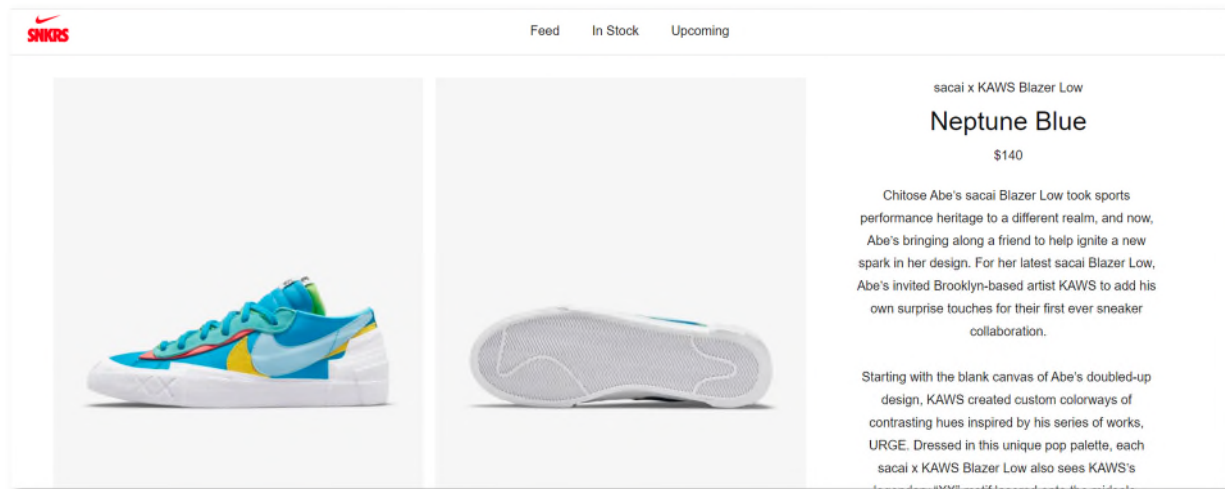 SNKRS
Feed
In Stock
Upcoming
sacai x KAWS Blazer Low
Neptune Blue
$140
Chitose Abe's sacai Blazer Low took sports
performance heritage to a different realm, and now,
Abe's bringing along a friend to help ignite a new
spark in her design. For her latest sacai Blazer Low,
Abe's invited Brooklyn-based artist KAWS to add his
own surprise touches for their first ever sneaker
collaboration.
Starting with the blank canvas of Abe's doubled-up
design, KAWS created custom colorways of
contrasting hues inspired by his series of works,
URGE. Dressed in this unique pop palette, each
sacai x KAWS Blazer Low also sees KAWS's
XX